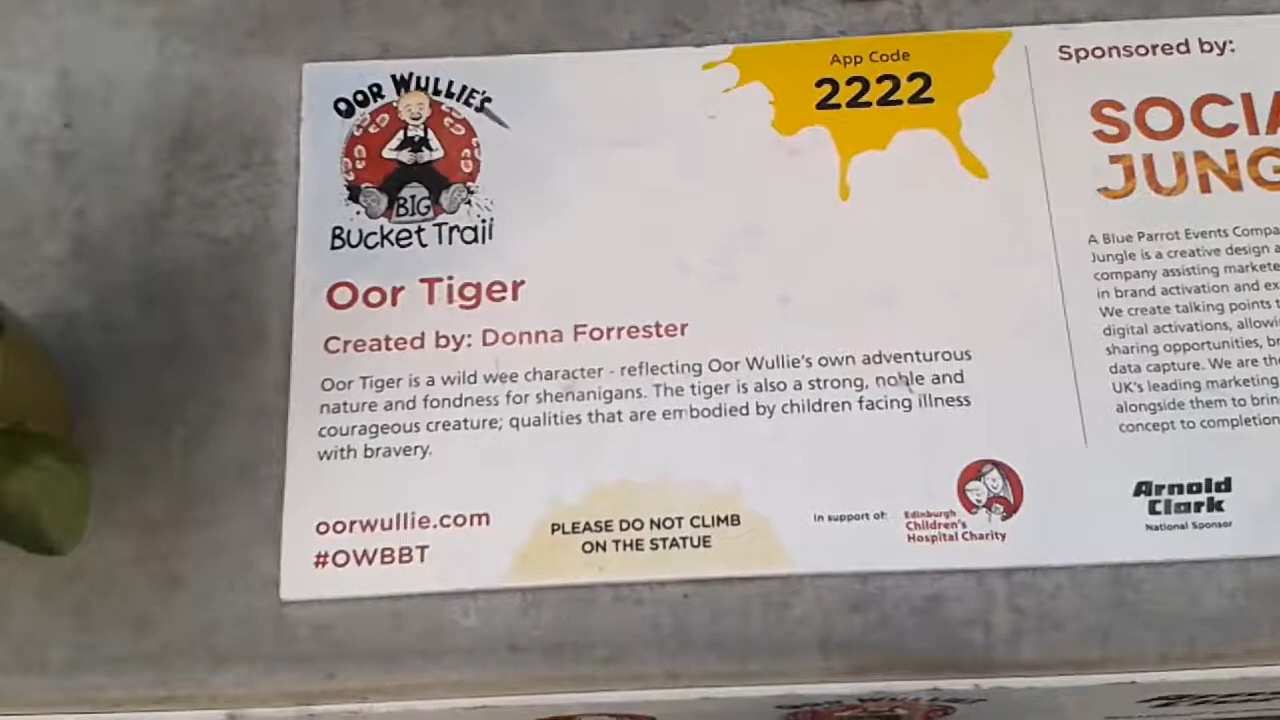 OOR WULLIE'S
BIG
Bucket Trail
App Code
2222
Oor Tiger
Created by: Donna Forrester
Oor Tiger is a wild wee character - reflecting Oor Wullie's own adventurous
nature and fondness for shenanigans. The tiger is also a strong, noble and
courageous creature; qualities that are embodied by children facing illness
with bravery.
oorwullie.com
#OWBBT
PLEASE DO NOT CLIMB
ON THE STATUE
In support of:
Edinburgh
Children's
Hospital Charity
Sponsored by:
SOCIA
JUNG
A Blue Parrot Events Compa
Jungle is a creative design a
company assisting markete
in brand activation and ex
We create talking points t
digital activations, allowi
sharing opportunities, br
data capture. We are the
UK's leading marketing
alongside them to brin
concept to completion
Arnold
Clark
National Sponsor